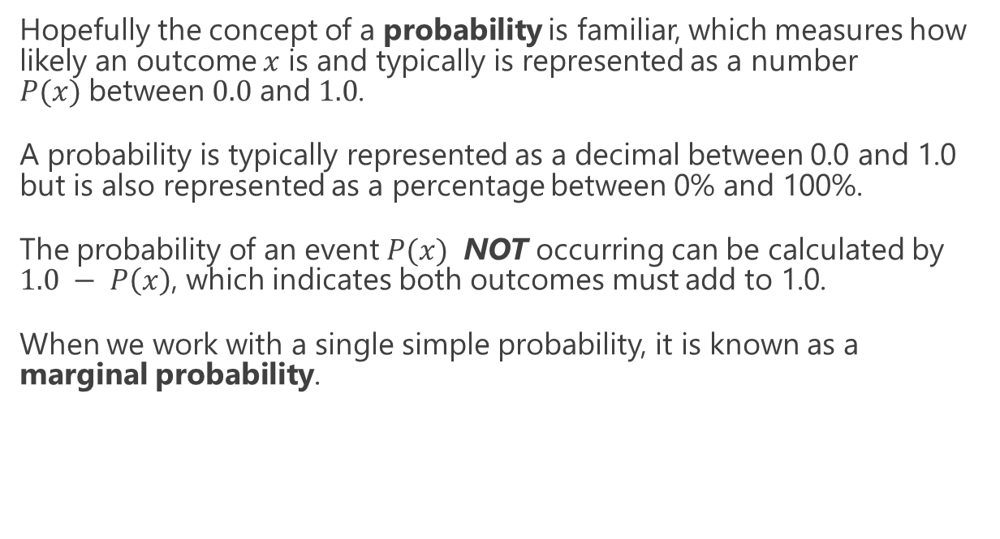 Hopefully the concept of a probability is familiar, which measures how
likely an outcome x is and typically is represented as a number
P(x) between 0.0 and 1.0.
A probability is typically represented as a decimal between 0.0 and 1.0
but is also represented as a percentage between 0% and 100%.
The probability of an event P(x) NOT occurring can be calculated by
1.0 − P(x), which indicates both outcomes must add to 1.0.
When we work with a single simple probability, it is known as a
marginal probability.